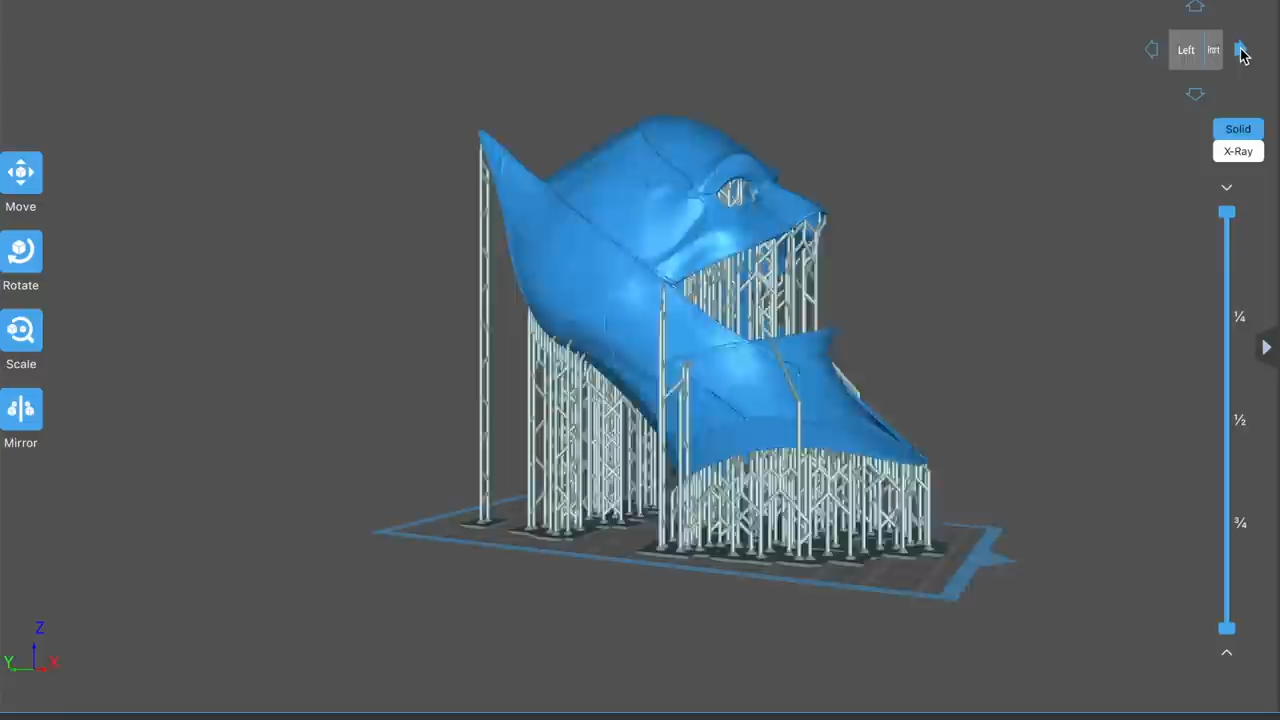 Left
Solid
X-Ray
Move
Rotate
Scale
Mirror
¼
½
¾
Z
Y
X